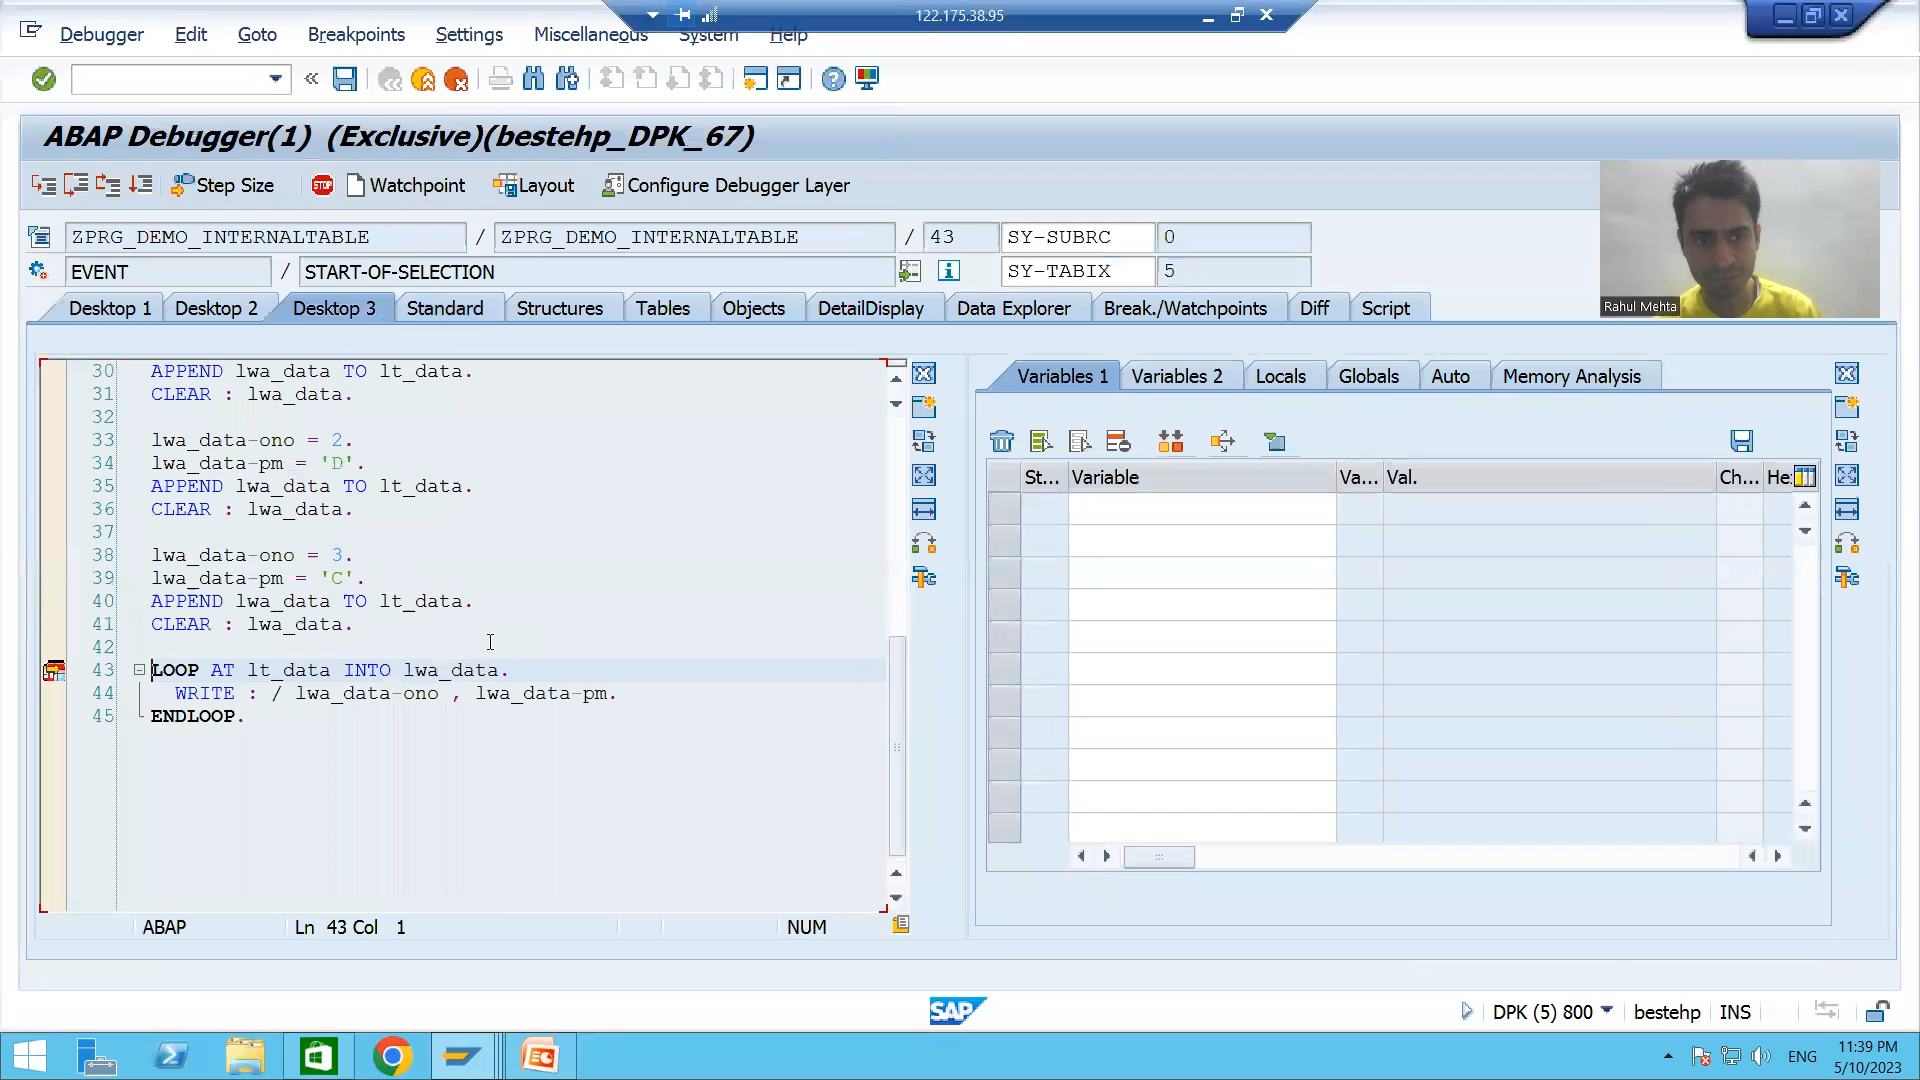 122.175.38.95
Debugger Edit Goto Breakpoints Settings Miscellaneous System Help
ABAP Debugger(1) (Exclusive)(bestehp_DPK_67)
Step Size STOP Watchpoint Layout Configure Debugger Layer
ZPRG_DEMO_INTERNALTABLE / ZPRG_DEMO_INTERNALTABLE / 43 SY-SUBRC 0
EVENT / START-OF-SELECTION SY-TABIX 5
Rahul Mehta
Desktop 1 Desktop 2 Desktop 3 Standard Structures Tables Objects DetailDisplay Data Explorer Break./Watchpoints Diff Script
30 APPEND lwa_data TO lt_data.
31 CLEAR : lwa_data.
32
33 lwa_data-ono = 2.
34 lwa_data-pm = 'D'.
35 APPEND lwa_data TO lt_data.
36 CLEAR : lwa_data.
37
38 lwa_data-ono = 3.
39 lwa_data-pm = 'C'.
40 APPEND lwa_data TO lt_data.
41 CLEAR : lwa_data.
42
43 LOOP AT lt_data INTO lwa_data.
44 WRITE : / lwa_data-ono , lwa_data-pm.
45 ENDLOOP.
ABAP Ln 43 Col 1 NUM
Variables 1 Variables 2 Locals Globals Auto Memory Analysis
St... Variable Va... Val. Ch... He
SAP
DPK (5) 800 bestehp INS
ENG
11:39 PM
5/10/2023